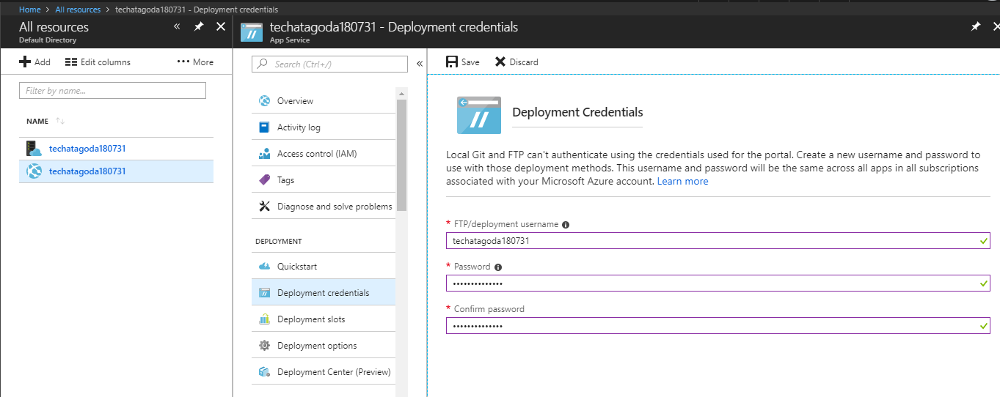 Home > All resources > techatagoda180731 - Deployment credentials
All resources
Default Directory
Add Edit columns ••• More
Filter by name...
NAME
techatagoda180731
techatagoda180731
techatagoda180731 - Deployment credentials
App Service
Search (Ctrl+/)
Overview
Activity log
Access control (IAM)
Tags
Diagnose and solve problems
DEPLOYMENT
Quickstart
Deployment credentials
Deployment slots
Deployment options
Deployment Center (Preview)
Save Discard
Deployment Credentials
Local Git and FTP can't authenticate using the credentials used for the portal. Create a new username and password to
use with those deployment methods. This username and password will be the same across all apps in all subscriptions
associated with your Microsoft Azure account. Learn more
* FTP/deployment username
techatagoda180731
* Password
••••••••••••••
* Confirm password
••••••••••••••